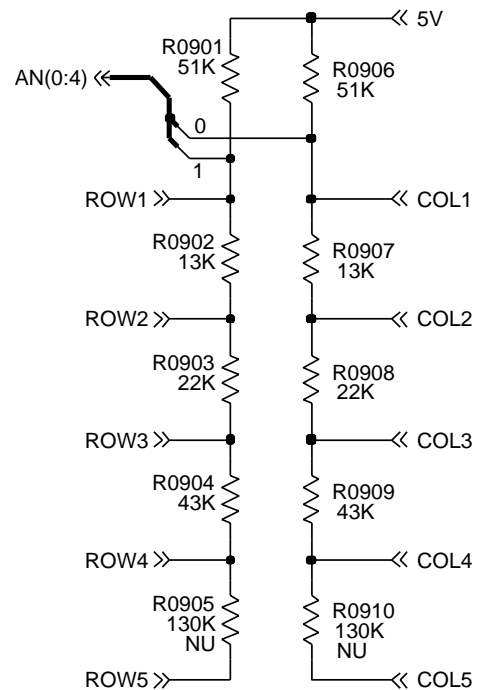 5V
R0901
51K
R0906
51K
AN(0:4)
0
1
ROW1
COL1
R0902
13K
R0907
13K
ROW2
COL2
R0903
22K
R0908
22K
ROW3
COL3
R0904
43K
R0909
43K
ROW4
COL4
R0905
130K
NU
R0910
130K
NU
ROW5
COL5